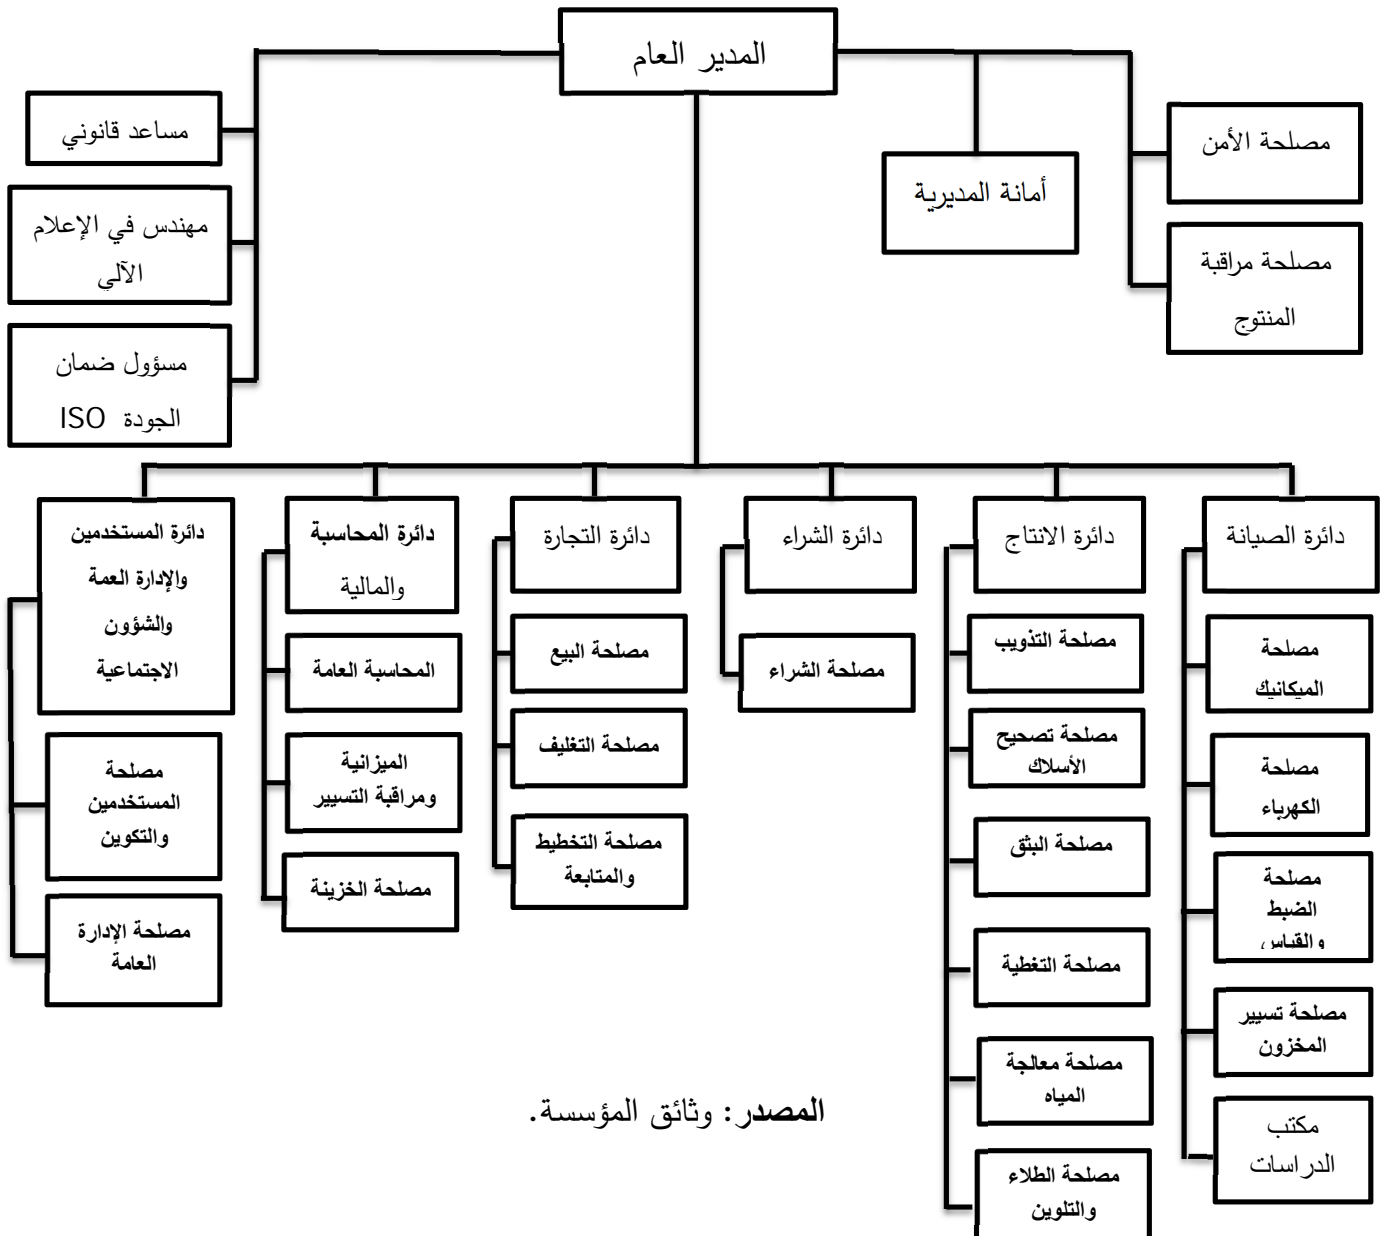 المدير العام
مصلحة الأمن
مصلحة مراقبة
المنتوج
أمانة المديرية
مساعد قانوني
مهندس في الإعلام
الآلي
مسؤول ضمان
الجودة ISO
دائرة الصيانة
مصلحة
الميكانيك
مصلحة
الكهرباء
مصلحة
الضبط
والقياس
مصلحة تسيير
المخزون
مكتب
الدراسات
دائرة الانتاج
مصلحة التذويب
مصلحة تصحيح
الأسلاك
مصلحة البثق
مصلحة التغطية
مصلحة معالجة
المياه
مصلحة الطلاء
والتلوين
دائرة الشراء
مصلحة الشراء
دائرة التجارة
مصلحة البيع
مصلحة التغليف
مصلحة التخطيط
والمتابعة
دائرة المحاسبة
والمالية
المحاسبة العامة
الميزانية
ومراقبة التسيير
مصلحة الخزينة
دائرة المستخدمين
والإدارة العمة
والشؤون
الاجتماعية
مصلحة
المستخدمين
والتكوين
مصلحة الإدارة
العامة
المصدر: وثائق المؤسسة.